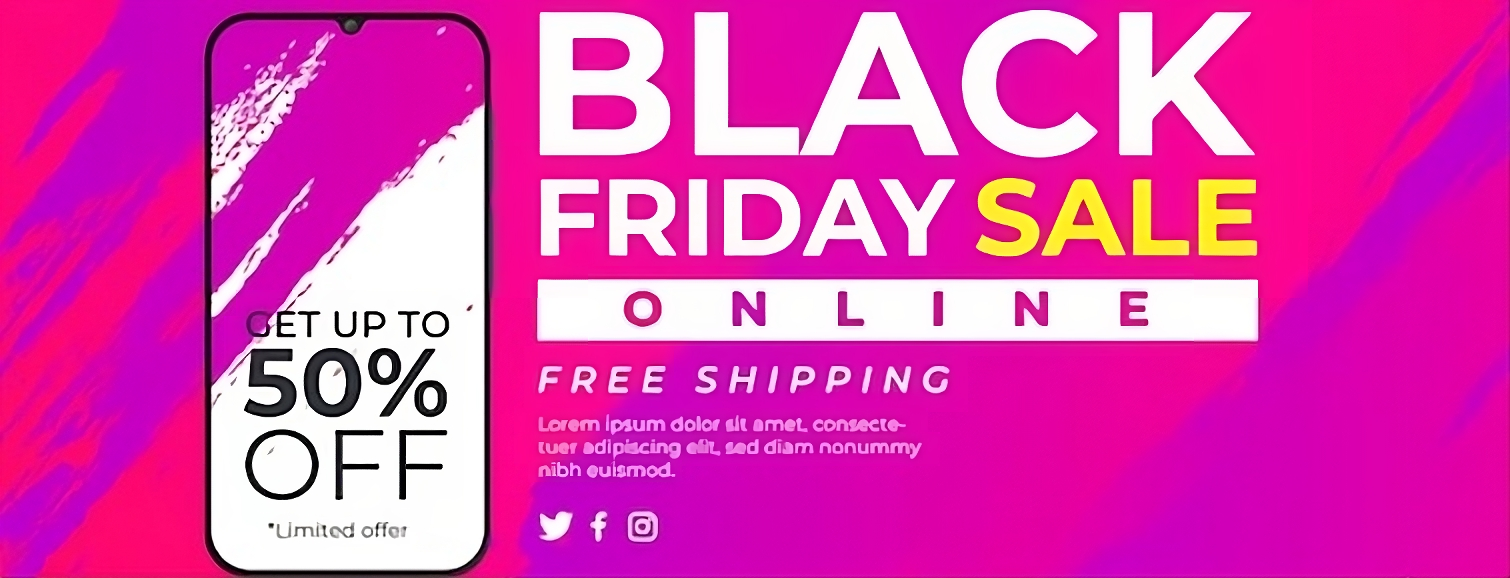 GET UP TO
50%
OFF
*Limited offer
BLACK
FRIDAY SALE
ONLINE
FREE SHIPPING
Lorem ipsum dolor sit amet, consecte-
tuer adipiscing elit, sed diam nonummy
nibh euismod.